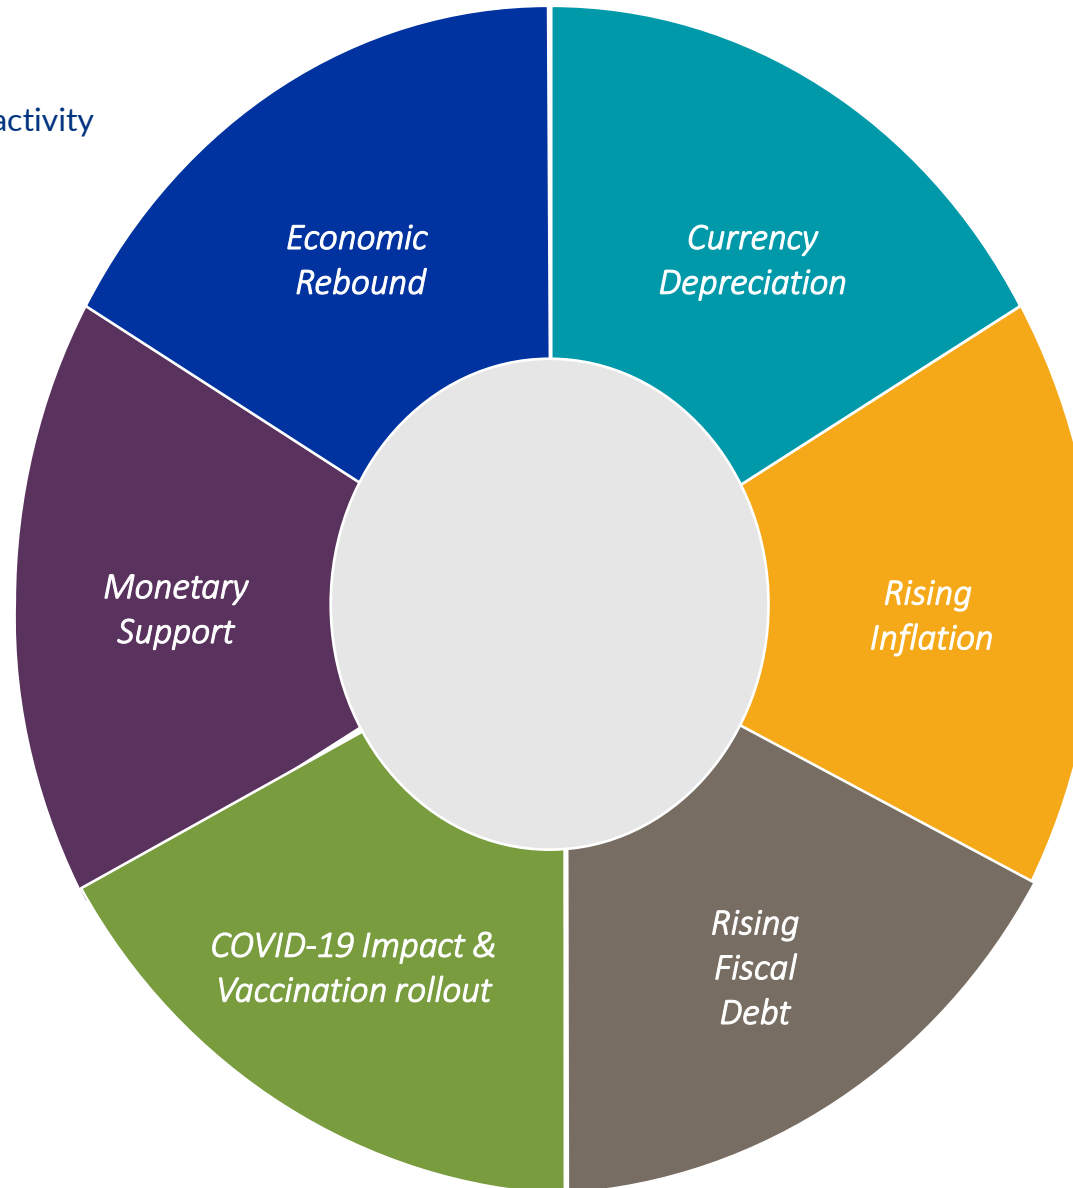 activity
Economic
Rebound
Currency
Depreciation
Monetary
Support
Rising
Inflation
COVID-19 Impact &
Vaccination rollout
Rising
Fiscal
Debt